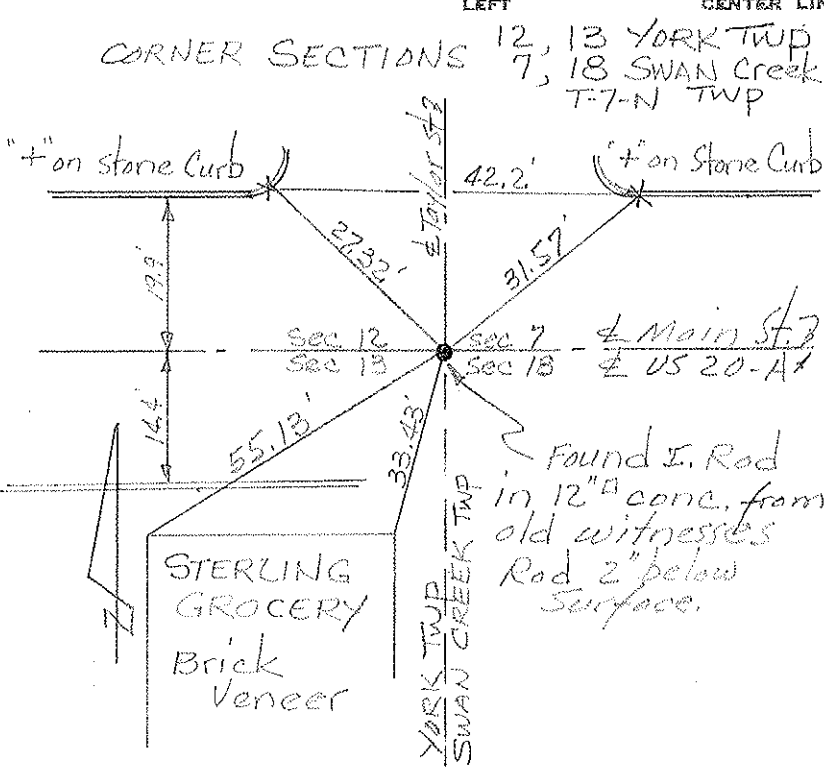 LEFT CENTER LIN
CORNER SECTIONS 12, 13 YORK TWP
7, 18 SWAN Creek
T-7-N TWP
"+" on stone Curb
℄ Taylor St.?
42.2'
"+" on Stone Curb
27.32'
31.57'
19.9'
Sec 12
Sec 13
Sec 7
Sec 18
℄ Main St.?
℄ US 20-A
14.4'
55.13'
33.43'
Found I. Rod
in 12"□ conc. from
old witnesses
Rod 2" below
Surface.
STERLING
GROCERY
Brick
Veneer
YORK TWP
SWAN CREEK TWP
N